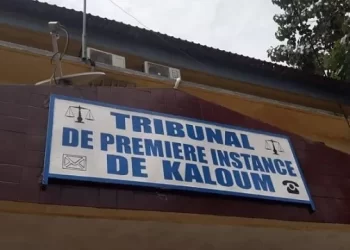 TRIBUNAL
DE PREMIERE INSTANCE
DE KALOUM